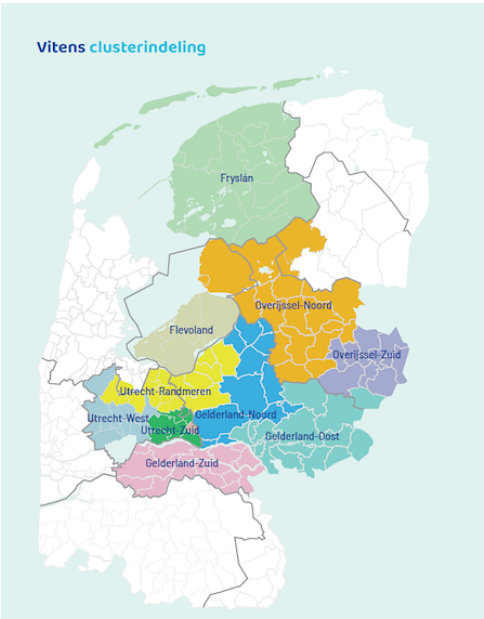 Vitens clusterindeling
Fryslân
Overijssel-Noord
Flevoland
Overijssel-Zuid
Utrecht-Randmeren
Utrecht-West
Gelderland-Noord
Utrecht-Zuid
Gelderland-Oost
Gelderland-Zuid